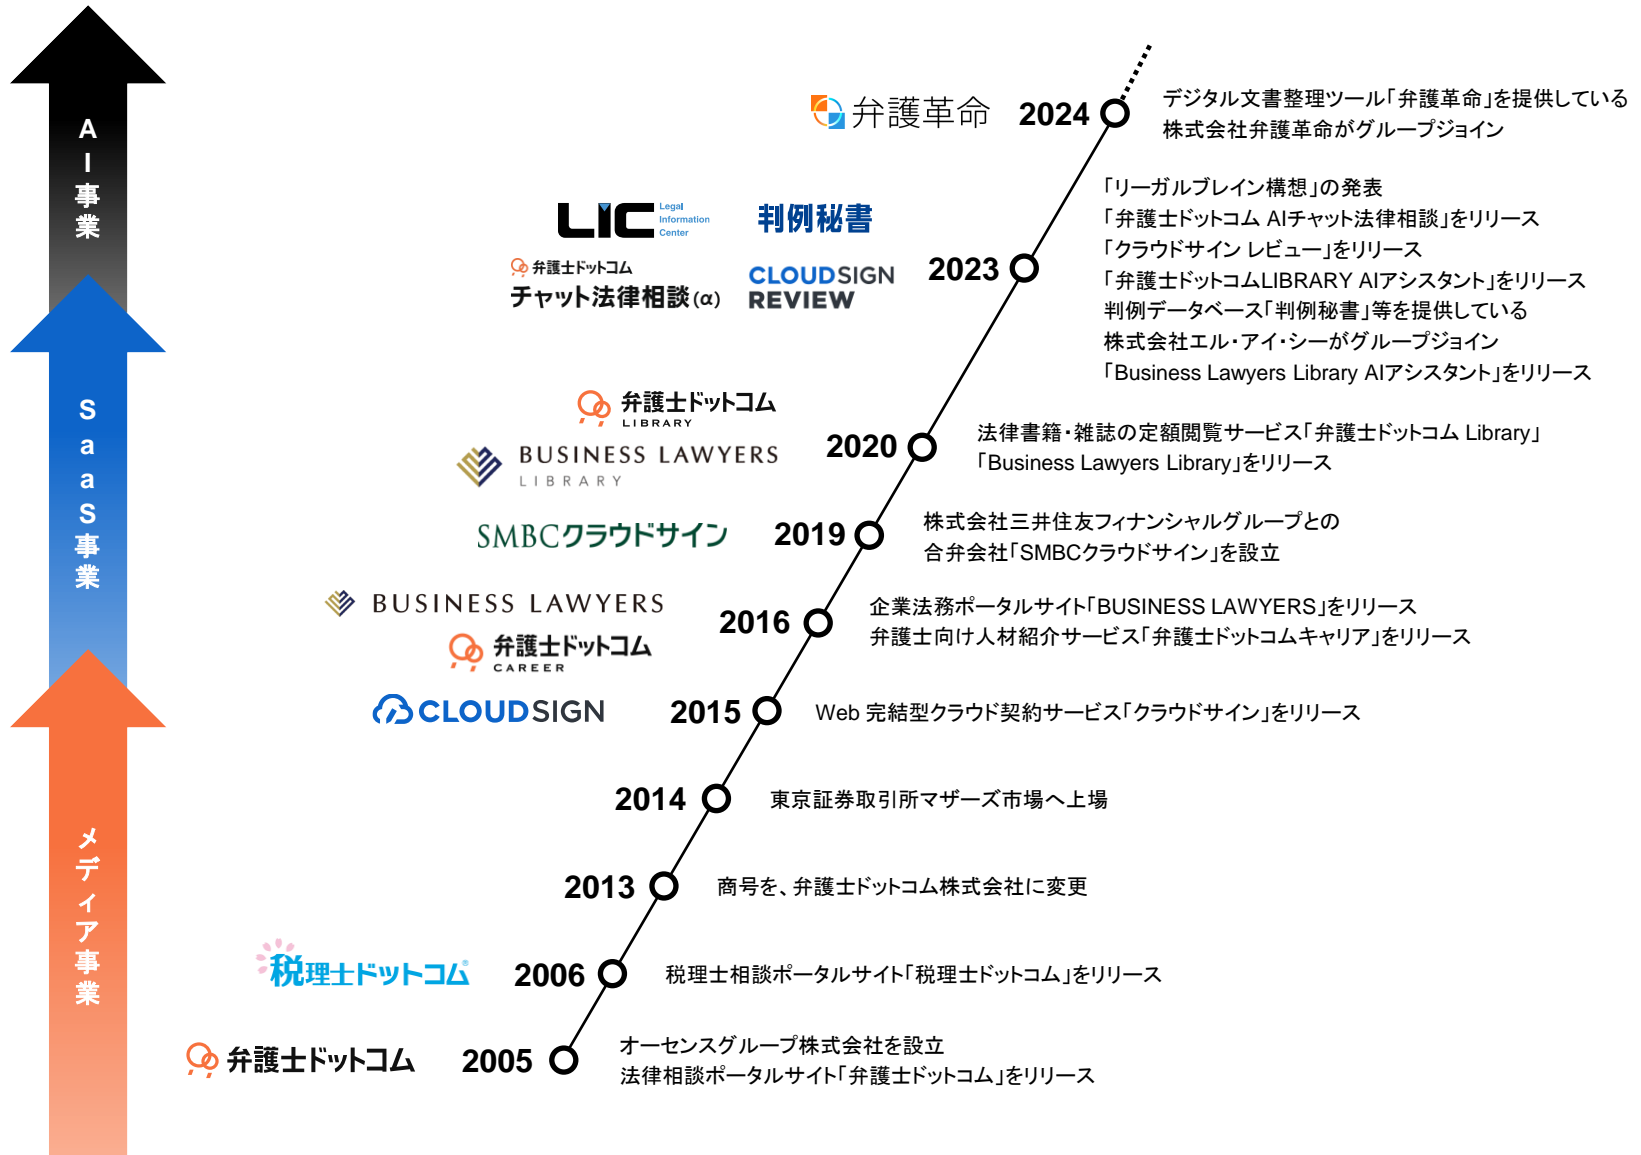 AI事業
SaaS事業
メディア事業
弁護革命
2024
デジタル文書整理ツール「弁護革命」を提供している
株式会社弁護革命がグループジョイン
LIC Legal Information Center
判例秘書
弁護士ドットコム
チャット法律相談(α)
CLOUDSIGN
REVIEW
2023
「リーガルブレイン構想」の発表
「弁護士ドットコム AIチャット法律相談」をリリース
「クラウドサイン レビュー」をリリース
「弁護士ドットコムLIBRARY AIアシスタント」をリリース
判例データベース「判例秘書」等を提供している
株式会社エル・アイ・シーがグループジョイン
「Business Lawyers Library AIアシスタント」をリリース
弁護士ドットコム
LIBRARY
BUSINESS LAWYERS
LIBRARY
2020
法律書籍・雑誌の定額閲覧サービス「弁護士ドットコム Library」
「Business Lawyers Library」をリリース
SMBCクラウドサイン
2019
株式会社三井住友フィナンシャルグループとの
合弁会社「SMBCクラウドサイン」を設立
BUSINESS LAWYERS
弁護士ドットコム
CAREER
2016
企業法務ポータルサイト「BUSINESS LAWYERS」をリリース
弁護士向け人材紹介サービス「弁護士ドットコムキャリア」をリリース
CLOUDSIGN
2015
Web 完結型クラウド契約サービス「クラウドサイン」をリリース
2014
東京証券取引所マザーズ市場へ上場
2013
商号を、弁護士ドットコム株式会社に変更
税理士ドットコム®
2006
税理士相談ポータルサイト「税理士ドットコム」をリリース
弁護士ドットコム
2005
オーセンスグループ株式会社を設立
法律相談ポータルサイト「弁護士ドットコム」をリリース